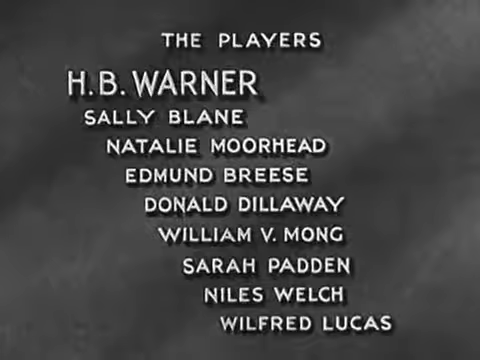 THE PLAYERS
H.B. WARNER
SALLY BLANE
NATALIE MOORHEAD
EDMUND BREESE
DONALD DILLAWAY
WILLIAM V. MONG
SARAH PADDEN
NILES WELCH
WILFRED LUCAS